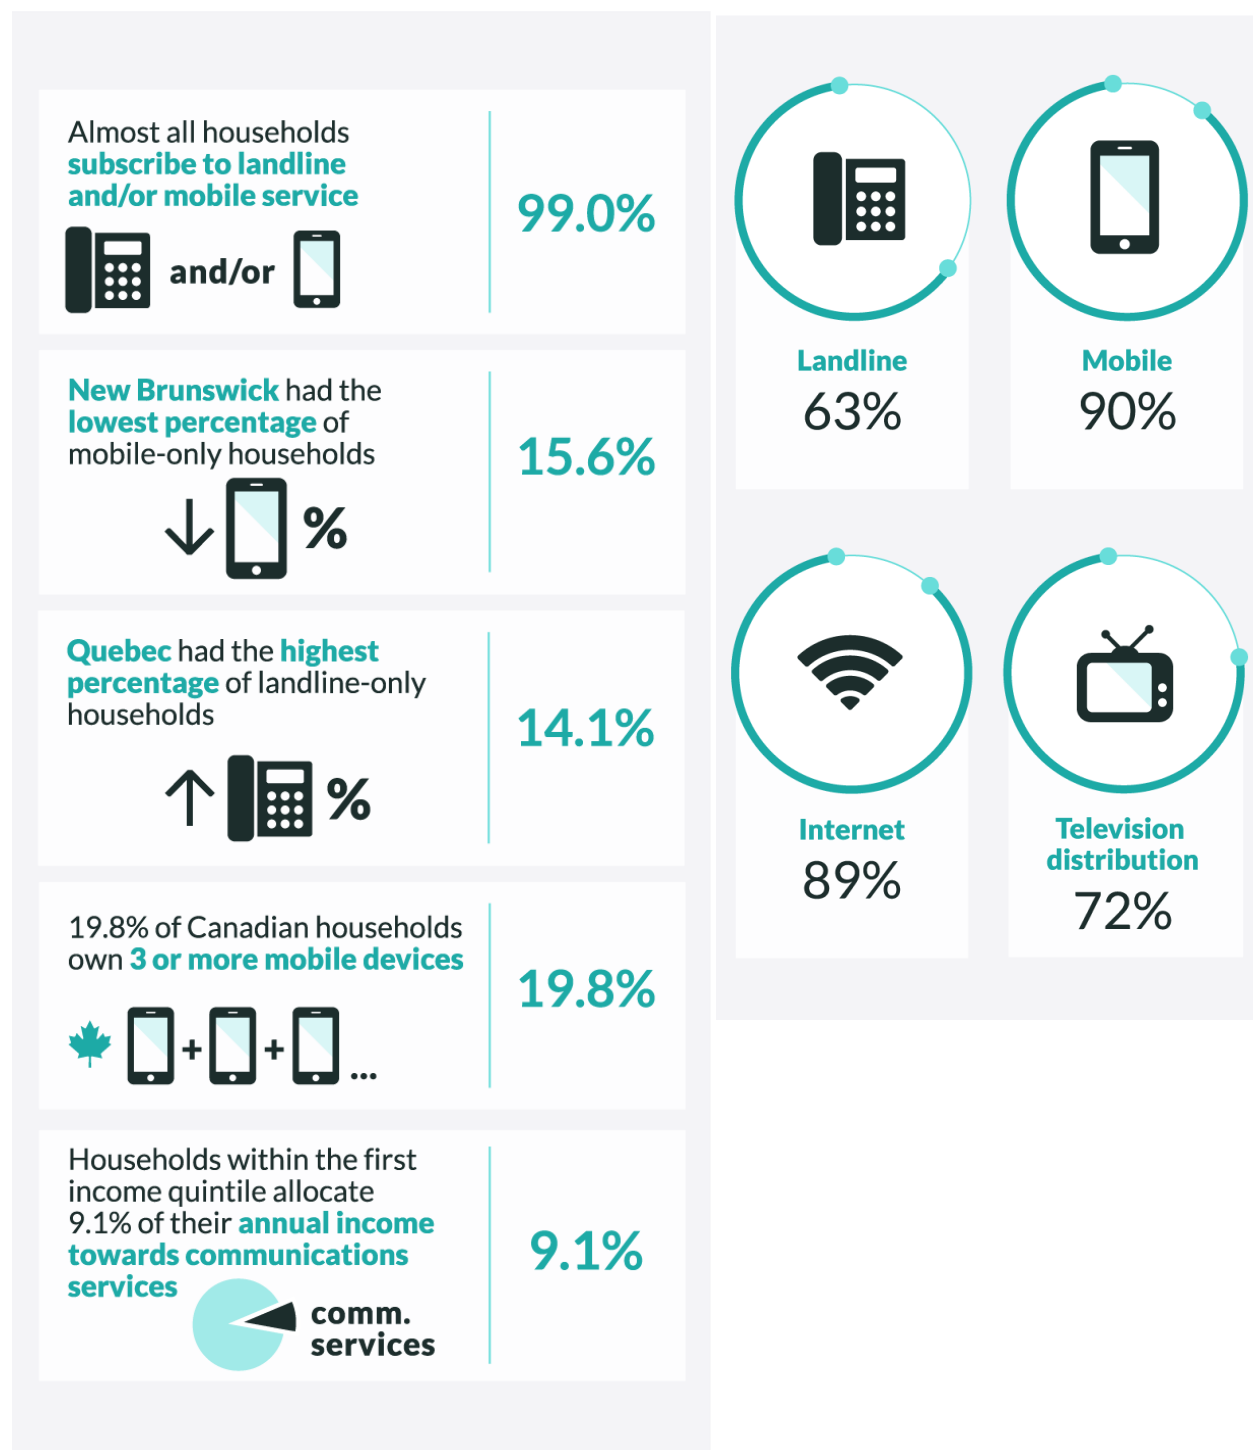 Almost all households
subscribe to landline
and/or mobile service
and/or
99.0%
New Brunswick had the
lowest percentage of
mobile-only households
%
15.6%
Quebec had the highest
percentage of landline-only
households
%
14.1%
19.8% of Canadian households
own 3 or more mobile devices
+ + ...
19.8%
Households within the first
income quintile allocate
9.1% of their annual income
towards communications
services
comm.
services
9.1%
Landline
63%
Mobile
90%
Internet
89%
Television
distribution
72%